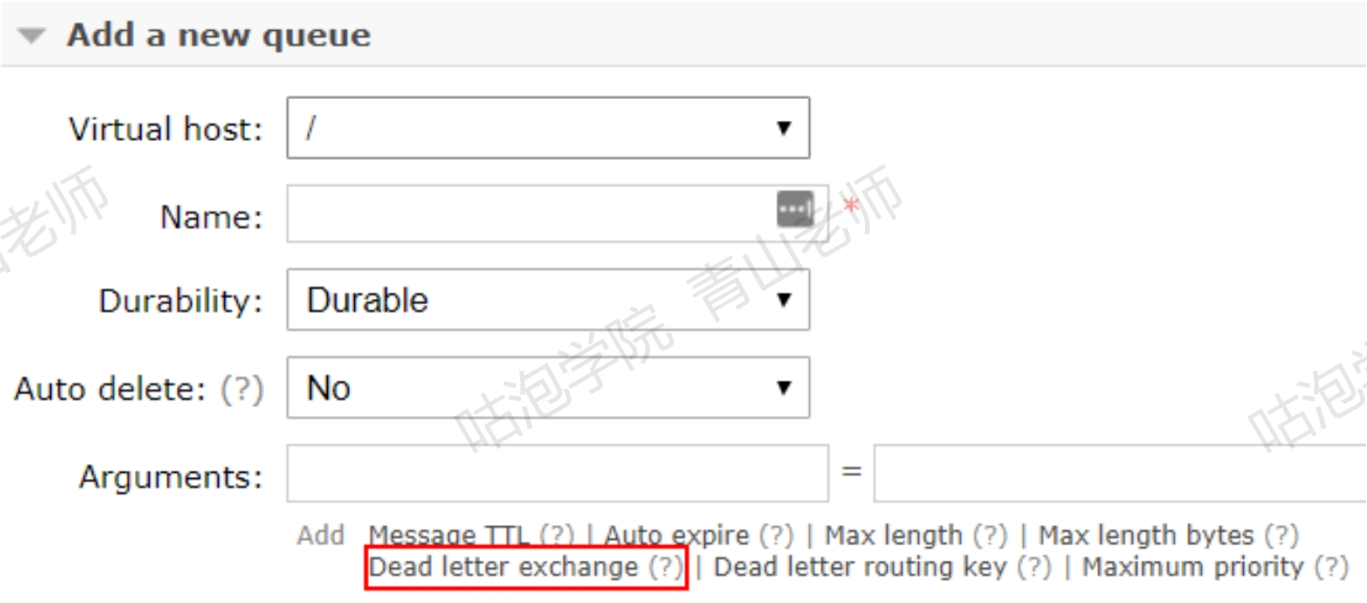 Add a new queue
Virtual host: /
Name: *
Durability: Durable
Auto delete: (?) No
Arguments: =
Add Message TTL (?) | Auto expire (?) | Max length (?) | Max length bytes (?)
Dead letter exchange (?) | Dead letter routing key (?) | Maximum priority (?)
老师
咕泡学院 青山老师
咕泡学